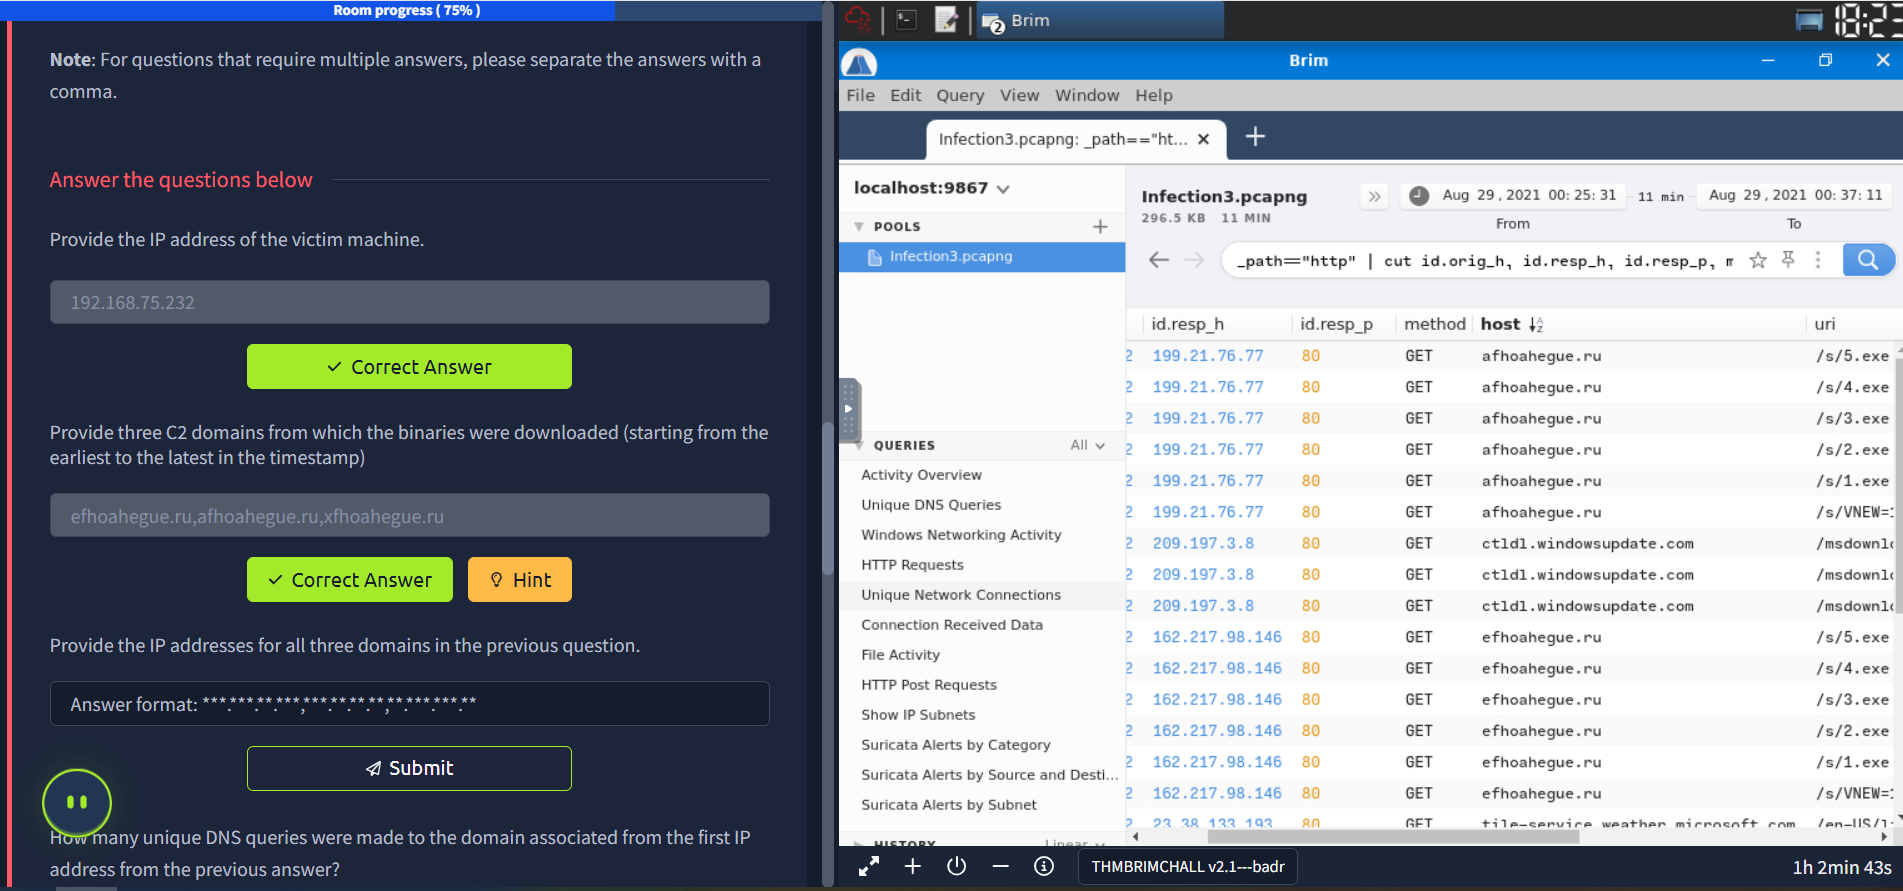 Room progress ( 75% )
Note: For questions that require multiple answers, please separate the answers with a
comma.
Answer the questions below
Provide the IP address of the victim machine.
192.168.75.232
Correct Answer
Provide three C2 domains from which the binaries were downloaded (starting from the
earliest to the latest in the timestamp)
efhoahegue.ru,afhoahegue.ru,xfhoahegue.ru
Correct Answer
Hint
Provide the IP addresses for all three domains in the previous question.
Answer format: ***.***.**.***,***.**.**.**,**.***.***.**
Submit
How many unique DNS queries were made to the domain associated from the first IP
address from the previous answer?
2 Brim
18:23
Brim
File Edit Query View Window Help
Infection3.pcapng: _path=="ht...
localhost:9867
POOLS
Infection3.pcapng
QUERIES All
Activity Overview
Unique DNS Queries
Windows Networking Activity
HTTP Requests
Unique Network Connections
Connection Received Data
File Activity
HTTP Post Requests
Show IP Subnets
Suricata Alerts by Category
Suricata Alerts by Source and Desti...
Suricata Alerts by Subnet
HISTORY Linear
Infection3.pcapng
296.5 KB 11 MIN
Aug 29 , 2021 00: 25: 31 11 min Aug 29 , 2021 00: 37: 11
From To
_path=="http" | cut id.orig_h, id.resp_h, id.resp_p, m
id.resp_h id.resp_p method host uri
2 199.21.76.77 80 GET afhoahegue.ru /s/5.exe
2 199.21.76.77 80 GET afhoahegue.ru /s/4.exe
2 199.21.76.77 80 GET afhoahegue.ru /s/3.exe
2 199.21.76.77 80 GET afhoahegue.ru /s/2.exe
2 199.21.76.77 80 GET afhoahegue.ru /s/1.exe
2 199.21.76.77 80 GET afhoahegue.ru /s/VNEW=
2 209.197.3.8 80 GET ctldl.windowsupdate.com /msdownl
2 209.197.3.8 80 GET ctldl.windowsupdate.com /msdownl
2 209.197.3.8 80 GET ctldl.windowsupdate.com /msdownl
2 162.217.98.146 80 GET efhoahegue.ru /s/5.exe
2 162.217.98.146 80 GET efhoahegue.ru /s/4.exe
2 162.217.98.146 80 GET efhoahegue.ru /s/3.exe
2 162.217.98.146 80 GET efhoahegue.ru /s/2.exe
2 162.217.98.146 80 GET efhoahegue.ru /s/1.exe
2 162.217.98.146 80 GET efhoahegue.ru /s/VNEW=
2 23.38.133.193 80 GET tile-service.weather.microsoft.com /en-US/l
THMBRIMCHALL v2.1---badr
1h 2min 43s